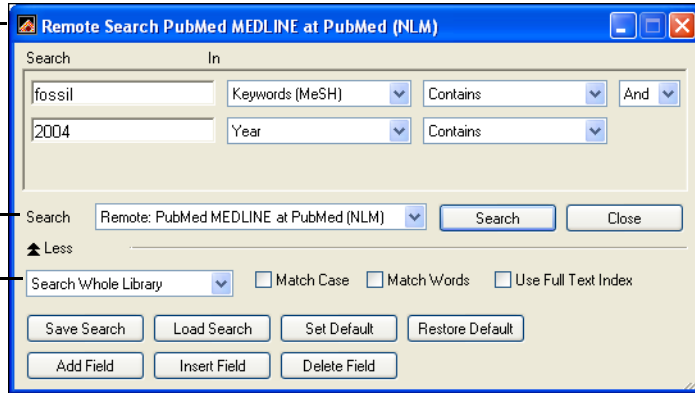 Remote Search PubMed MEDLINE at PubMed (NLM)
Search In
fossil Keywords (MeSH) Contains And
2004 Year Contains
Search Remote: PubMed MEDLINE at PubMed (NLM) Search Close
Less
Search Whole Library Match Case Match Words Use Full Text Index
Save Search Load Search Set Default Restore Default
Add Field Insert Field Delete Field